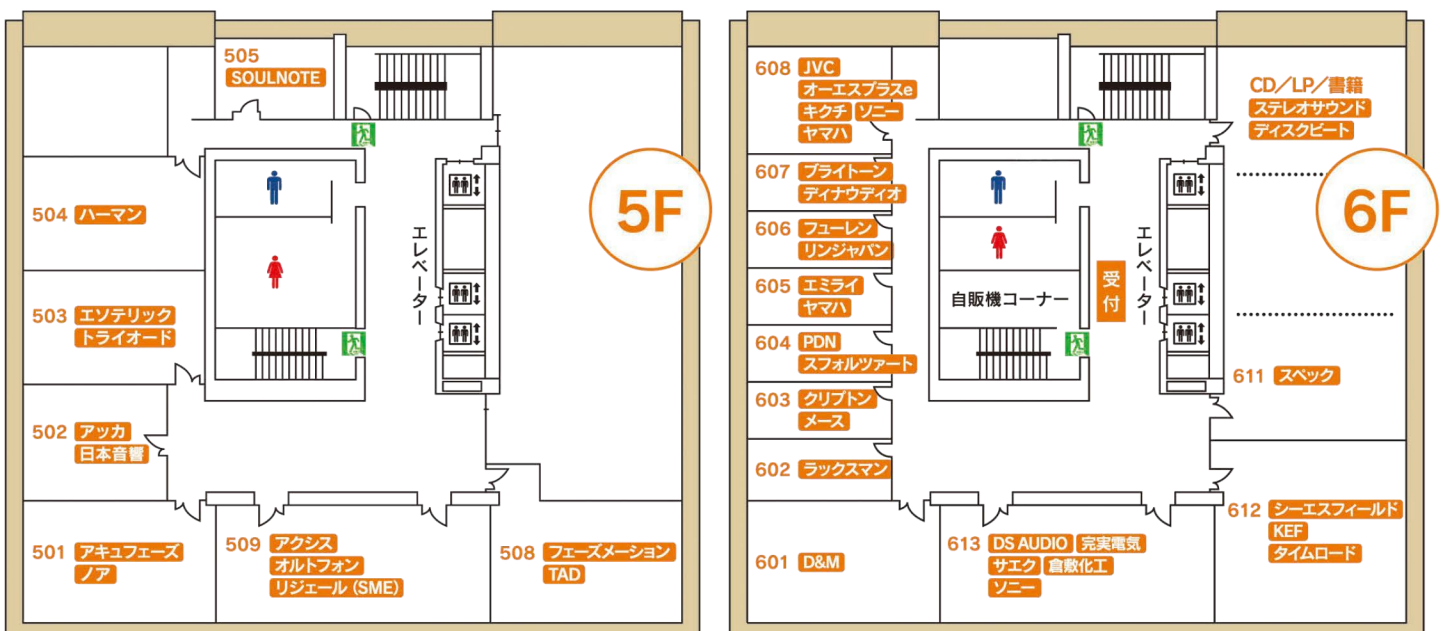 5F
505
SOULNOTE
504 ハーマン
503 エソテリック
トライオード
502 アッカ
日本音響
501 アキュフェーズ
ノア
509 アクシス
オルトフォン
リジェール (SME)
508 フェーズメーション
TAD
エレベーター
6F
608 JVC
オーエスプラスe
キクチ ソニー
ヤマハ
607 ブライトーン
ディナウディオ
606 フューレン
リンジャパン
605 エミライ
ヤマハ
604 PDN
スフォルツァート
603 クリプトン
メース
602 ラックスマン
601 D&M
613 DS AUDIO 完実電気
サエク 倉敷化工
ソニー
612 シーエスフィールド
KEF
タイムロード
611 スペック
CD/LP/書籍
ステレオサウンド
ディスクビート
自販機コーナー
受付
エレベーター